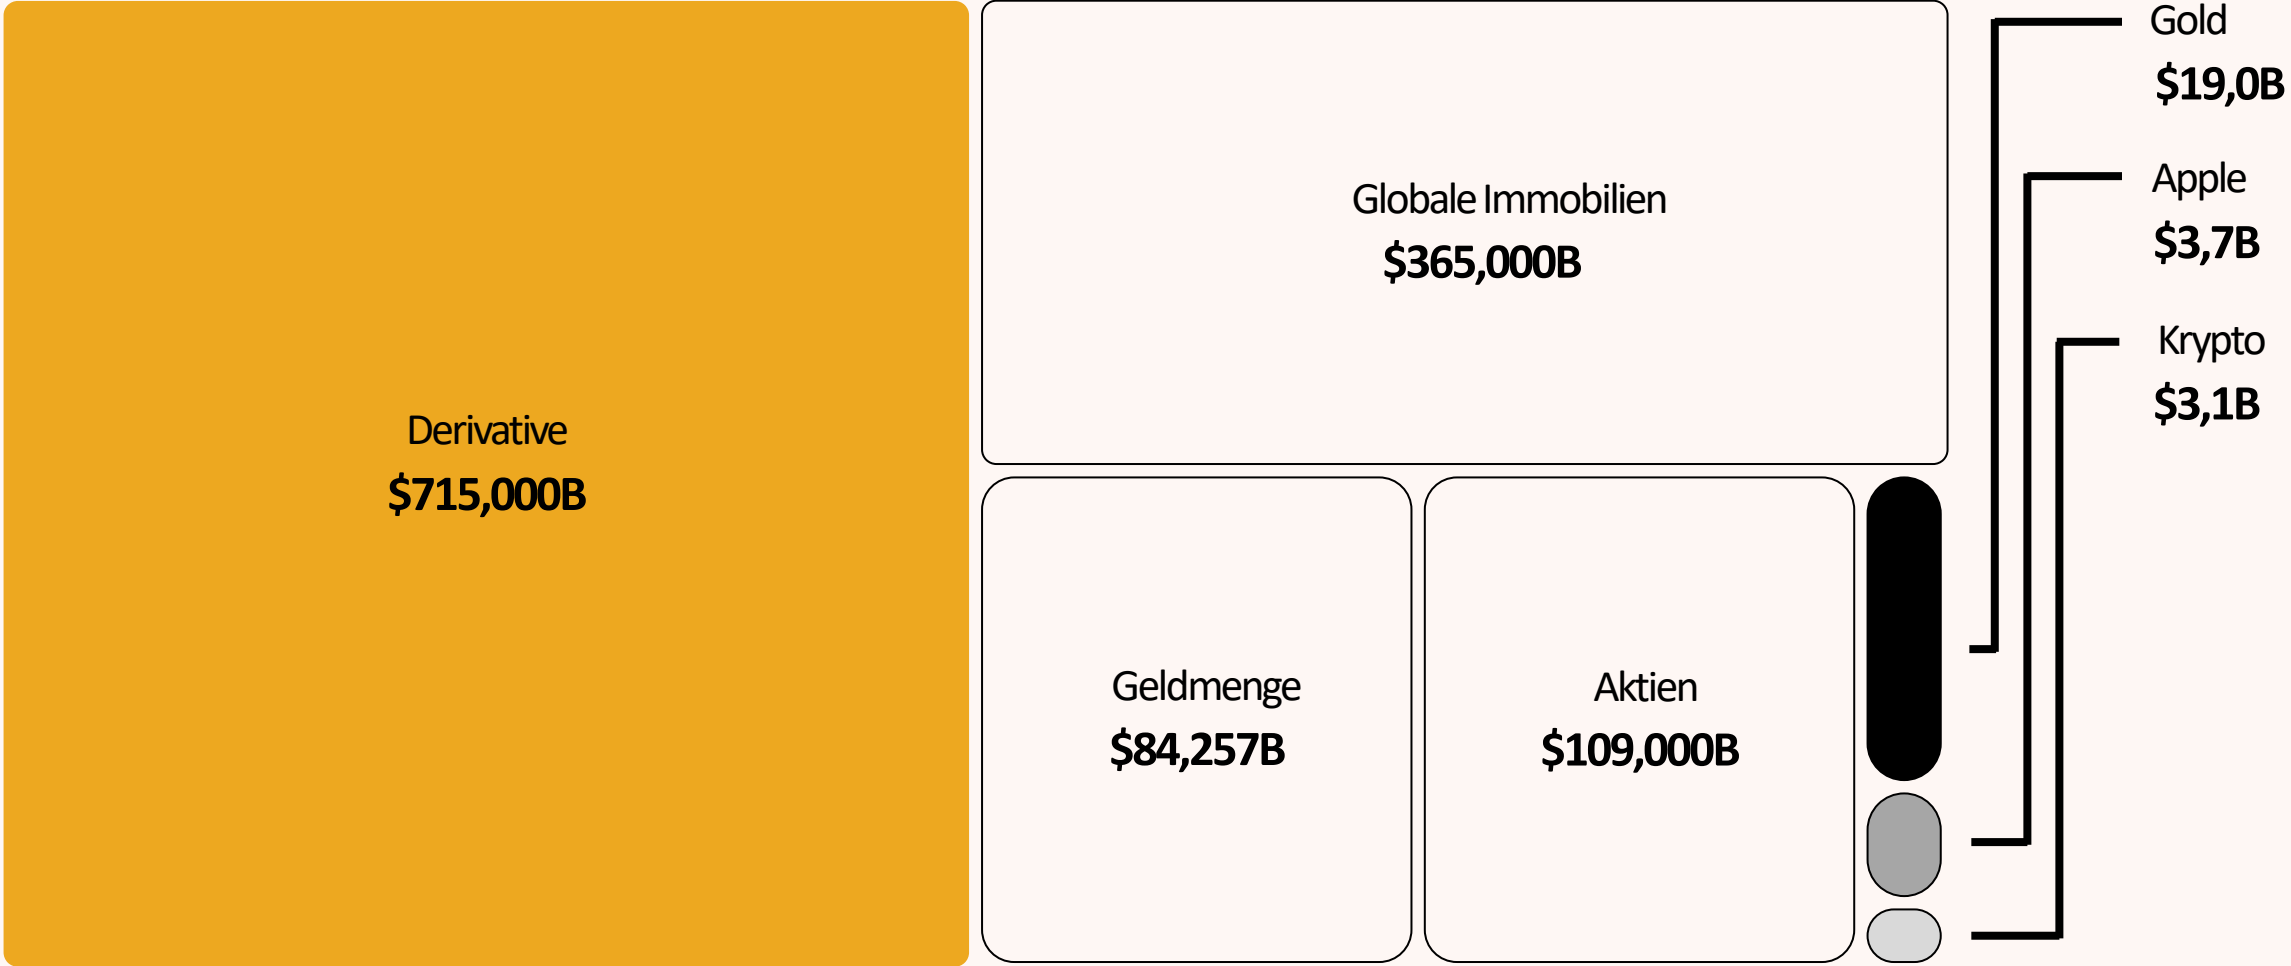 Derivative
$715,000B
Globale Immobilien
$365,000B
Geldmenge
$84,257B
Aktien
$109,000B
Gold
$19,0B
Apple
$3,7B
Krypto
$3,1B